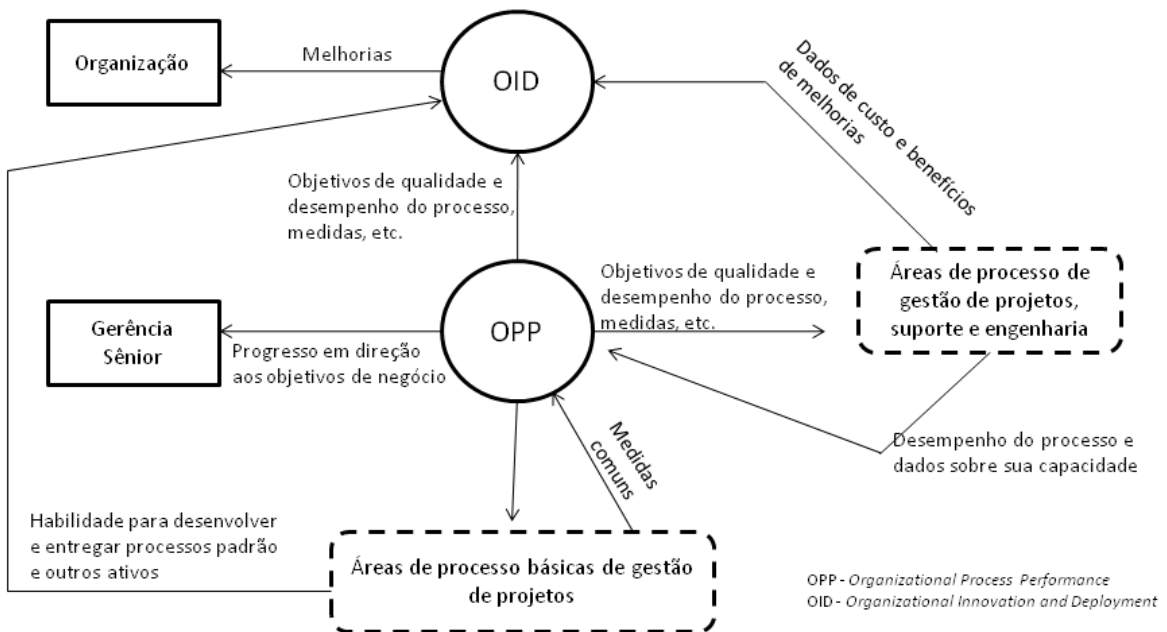 Organização
Melhorias
OID
Dados de custo e benefícios
de melhorias
Objetivos de qualidade e
desempenho do processo,
medidas, etc.
Gerência
Sênior
Progresso em direção
aos objetivos de negócio
OPP
Objetivos de qualidade e
desempenho do processo,
medidas, etc.
Áreas de processo de
gestão de projetos,
suporte e engenharia
Medidas
comuns
Desempenho do processo e
dados sobre sua capacidade
Habilidade para desenvolver
e entregar processos padrão
e outros ativos
Áreas de processo básicas de gestão
de projetos
OPP - Organizational Process Performance
OID - Organizational Innovation and Deployment